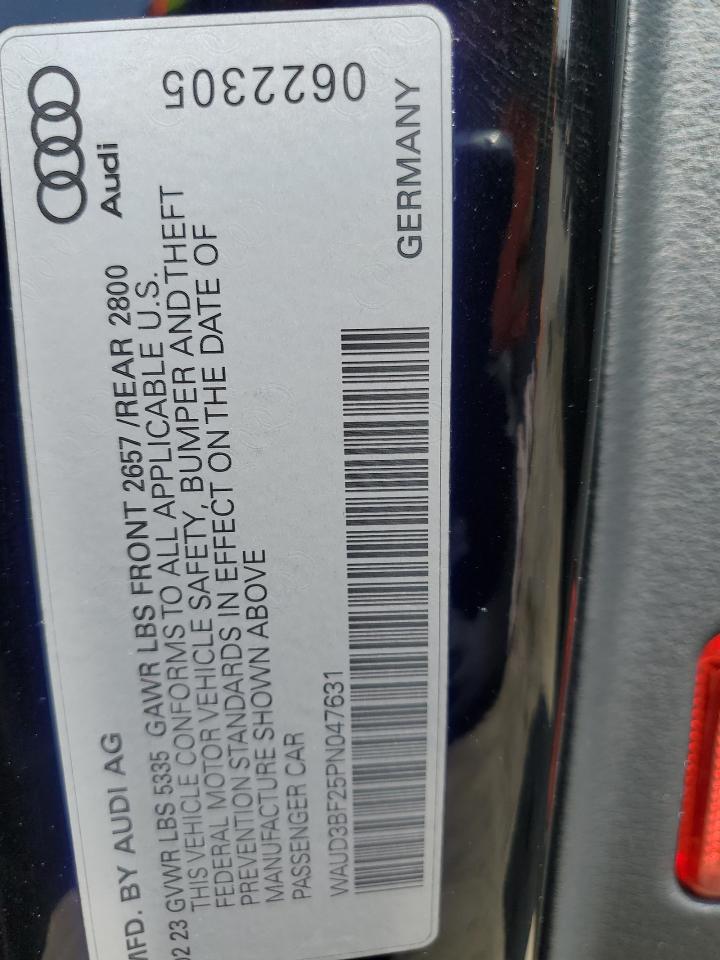 MFD. BY AUDI AG
02 23 GVWR LBS 5335 GAWR LBS FRONT 2657 /REAR 2800
THIS VEHICLE CONFORMS TO ALL APPLICABLE U.S.
FEDERAL MOTOR VEHICLE SAFETY, BUMPER AND THEFT
PREVENTION STANDARDS IN EFFECT ON THE DATE OF
MANUFACTURE SHOWN ABOVE
PASSENGER CAR
WAUD3BF25PN047631
Audi
0622305
GERMANY